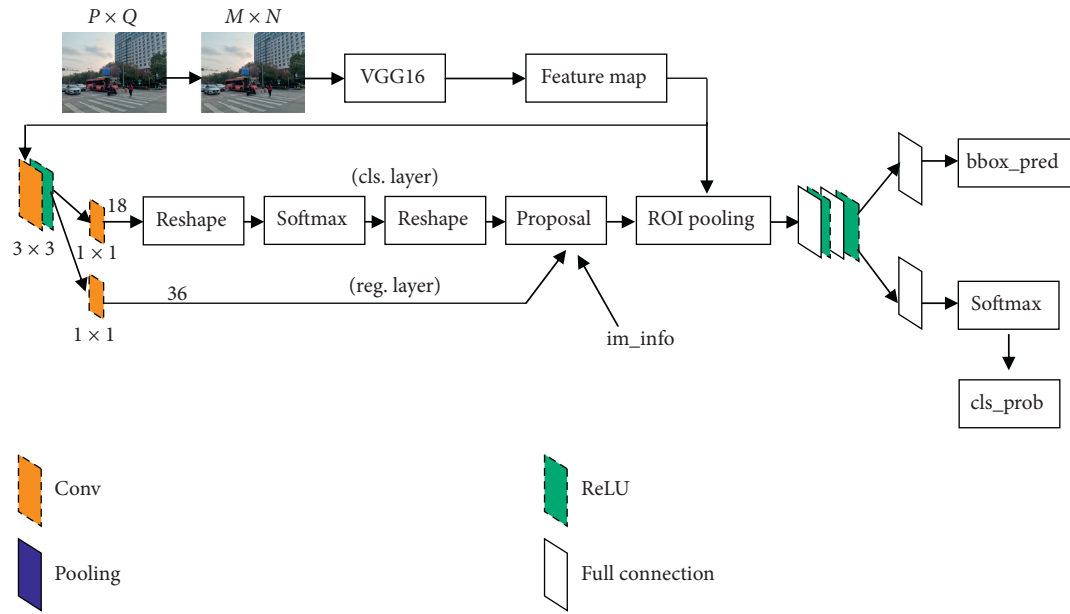 P × Q
M × N
VGG16
Feature map
bbox_pred
(cls. layer)
18
Reshape
Softmax
Reshape
Proposal
ROI pooling
3 × 3
1 × 1
36
(reg. layer)
Softmax
1 × 1
im_info
cls_prob
Conv
ReLU
Pooling
Full connection